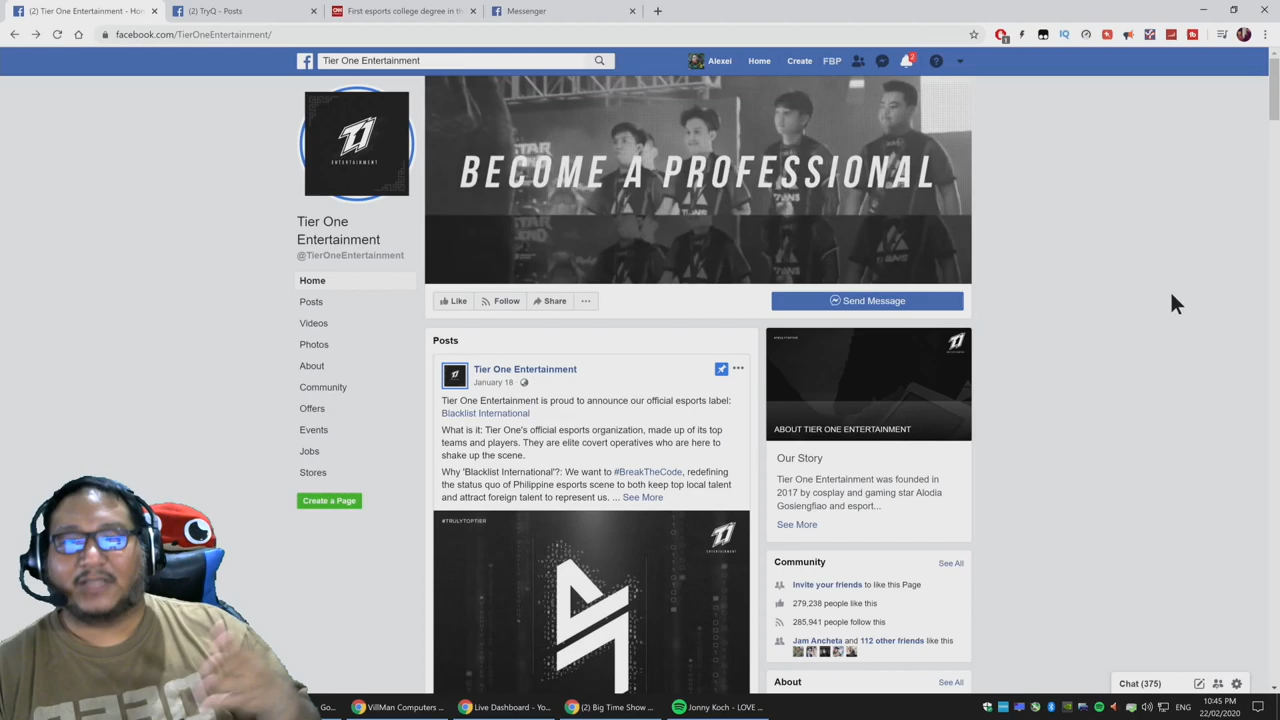 (2) Tier One Entertainment - Hom
(2) TryQ - Posts
First esports college degree in th
Messenger
facebook.com/TierOneEntertainment/
Tier One Entertainment
Alexei
Home
Create
FBP
2
BECOME A PROFESSIONAL
ENTERTAINMENT
Tier One
Entertainment
@TierOneEntertainment
Home
Posts
Videos
Photos
About
Community
Offers
Events
Jobs
Stores
Create a Page
Like
Follow
Share
Send Message
Posts
Tier One Entertainment
January 18
Tier One Entertainment is proud to announce our official esports label:
Blacklist International
What is it: Tier One's official esports organization, made up of its top
teams and players. They are elite covert operatives who are here to
shake up the scene.
Why 'Blacklist International'?: We want to #BreakTheCode, redefining
the status quo of Philippine esports scene to both keep top local talent
and attract foreign talent to represent us. ... See More
#TRULYTOPTIER
ENTERTAINMENT
#TRULYTOPTIER
ABOUT TIER ONE ENTERTAINMENT
Our Story
Tier One Entertainment was founded in
2017 by cosplay and gaming star Alodia
Gosiengfiao and esport...
See More
Community
See All
Invite your friends to like this Page
279,238 people like this
285,941 people follow this
Jam Ancheta and 112 other friends like this
About
See All
Chat (375)
Go...
VillMan Computers ...
Live Dashboard - Yo...
(2) Big Time Show ...
Jonny Koch - LOVE ...
ENG
10:45 PM
22/02/2020